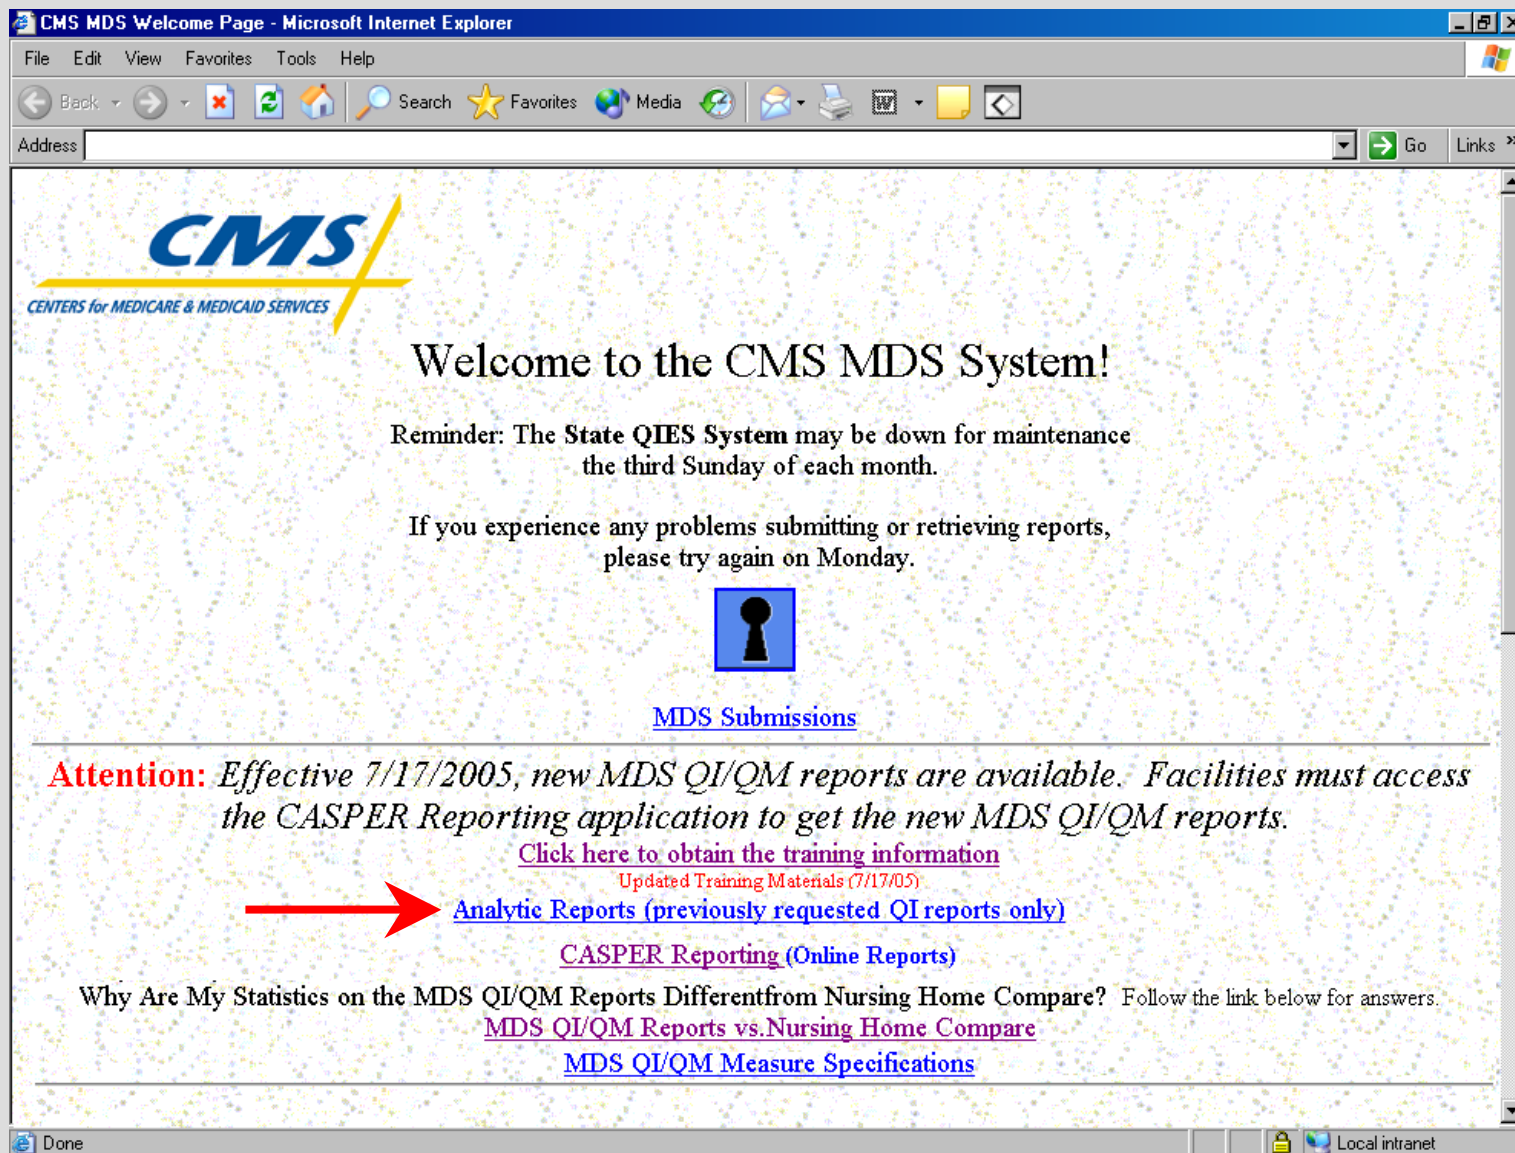 CMS MDS Welcome Page - Microsoft Internet Explorer
File Edit View Favorites Tools Help
Back Search Favorites Media
Address Go Links »
CMS
CENTERS for MEDICARE & MEDICAID SERVICES
Welcome to the CMS MDS System!
Reminder: The State QIES System may be down for maintenance
the third Sunday of each month.
If you experience any problems submitting or retrieving reports,
please try again on Monday.
MDS Submissions
Attention: Effective 7/17/2005, new MDS QI/QM reports are available. Facilities must access
the CASPER Reporting application to get the new MDS QI/QM reports.
Click here to obtain the training information
Updated Training Materials (7/17/05)
Analytic Reports (previously requested QI reports only)
CASPER Reporting (Online Reports)
Why Are My Statistics on the MDS QI/QM Reports Differentfrom Nursing Home Compare? Follow the link below for answers.
MDS QI/QM Reports vs.Nursing Home Compare
MDS QI/QM Measure Specifications
Done Local intranet